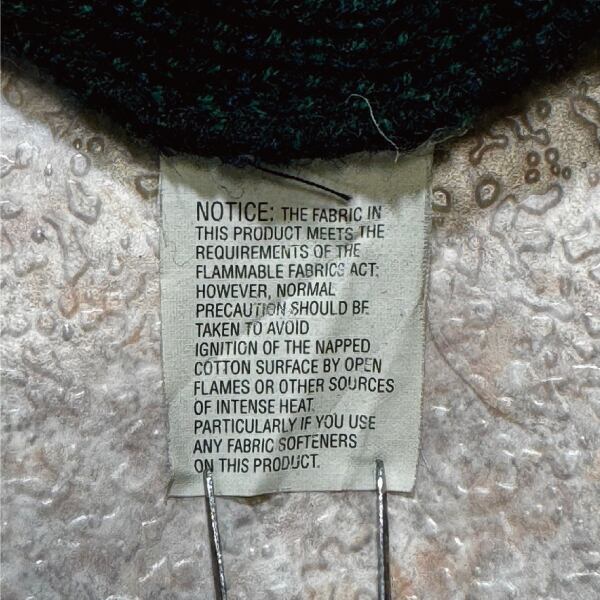 NOTICE: THE FABRIC IN
THIS PRODUCT MEETS THE
REQUIREMENTS OF THE
FLAMMABLE FABRICS ACT:
HOWEVER, NORMAL
PRECAUTION SHOULD BE
TAKEN TO AVOID
IGNITION OF THE NAPPED
COTTON SURFACE BY OPEN
FLAMES OR OTHER SOURCES
OF INTENSE HEAT.
PARTICULARLY IF YOU USE
ANY FABRIC SOFTENERS
ON THIS PRODUCT.